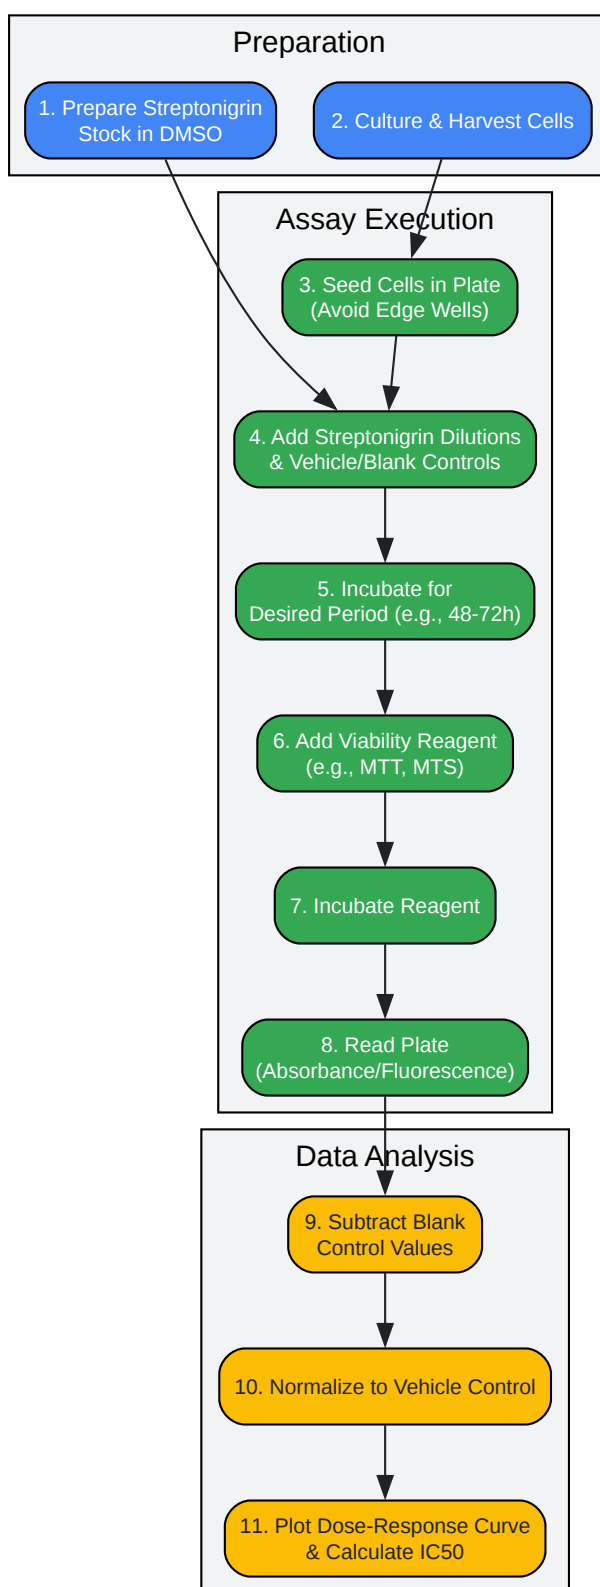 Preparation
1. Prepare Streptonigrin
Stock in DMSO
2. Culture & Harvest Cells
Assay Execution
3. Seed Cells in Plate
(Avoid Edge Wells)
4. Add Streptonigrin Dilutions
& Vehicle/Blank Controls
5. Incubate for
Desired Period (e.g., 48-72h)
6. Add Viability Reagent
(e.g., MTT, MTS)
7. Incubate Reagent
8. Read Plate
(Absorbance/Fluorescence)
Data Analysis
9. Subtract Blank
Control Values
10. Normalize to Vehicle Control
11. Plot Dose-Response Curve
& Calculate IC50